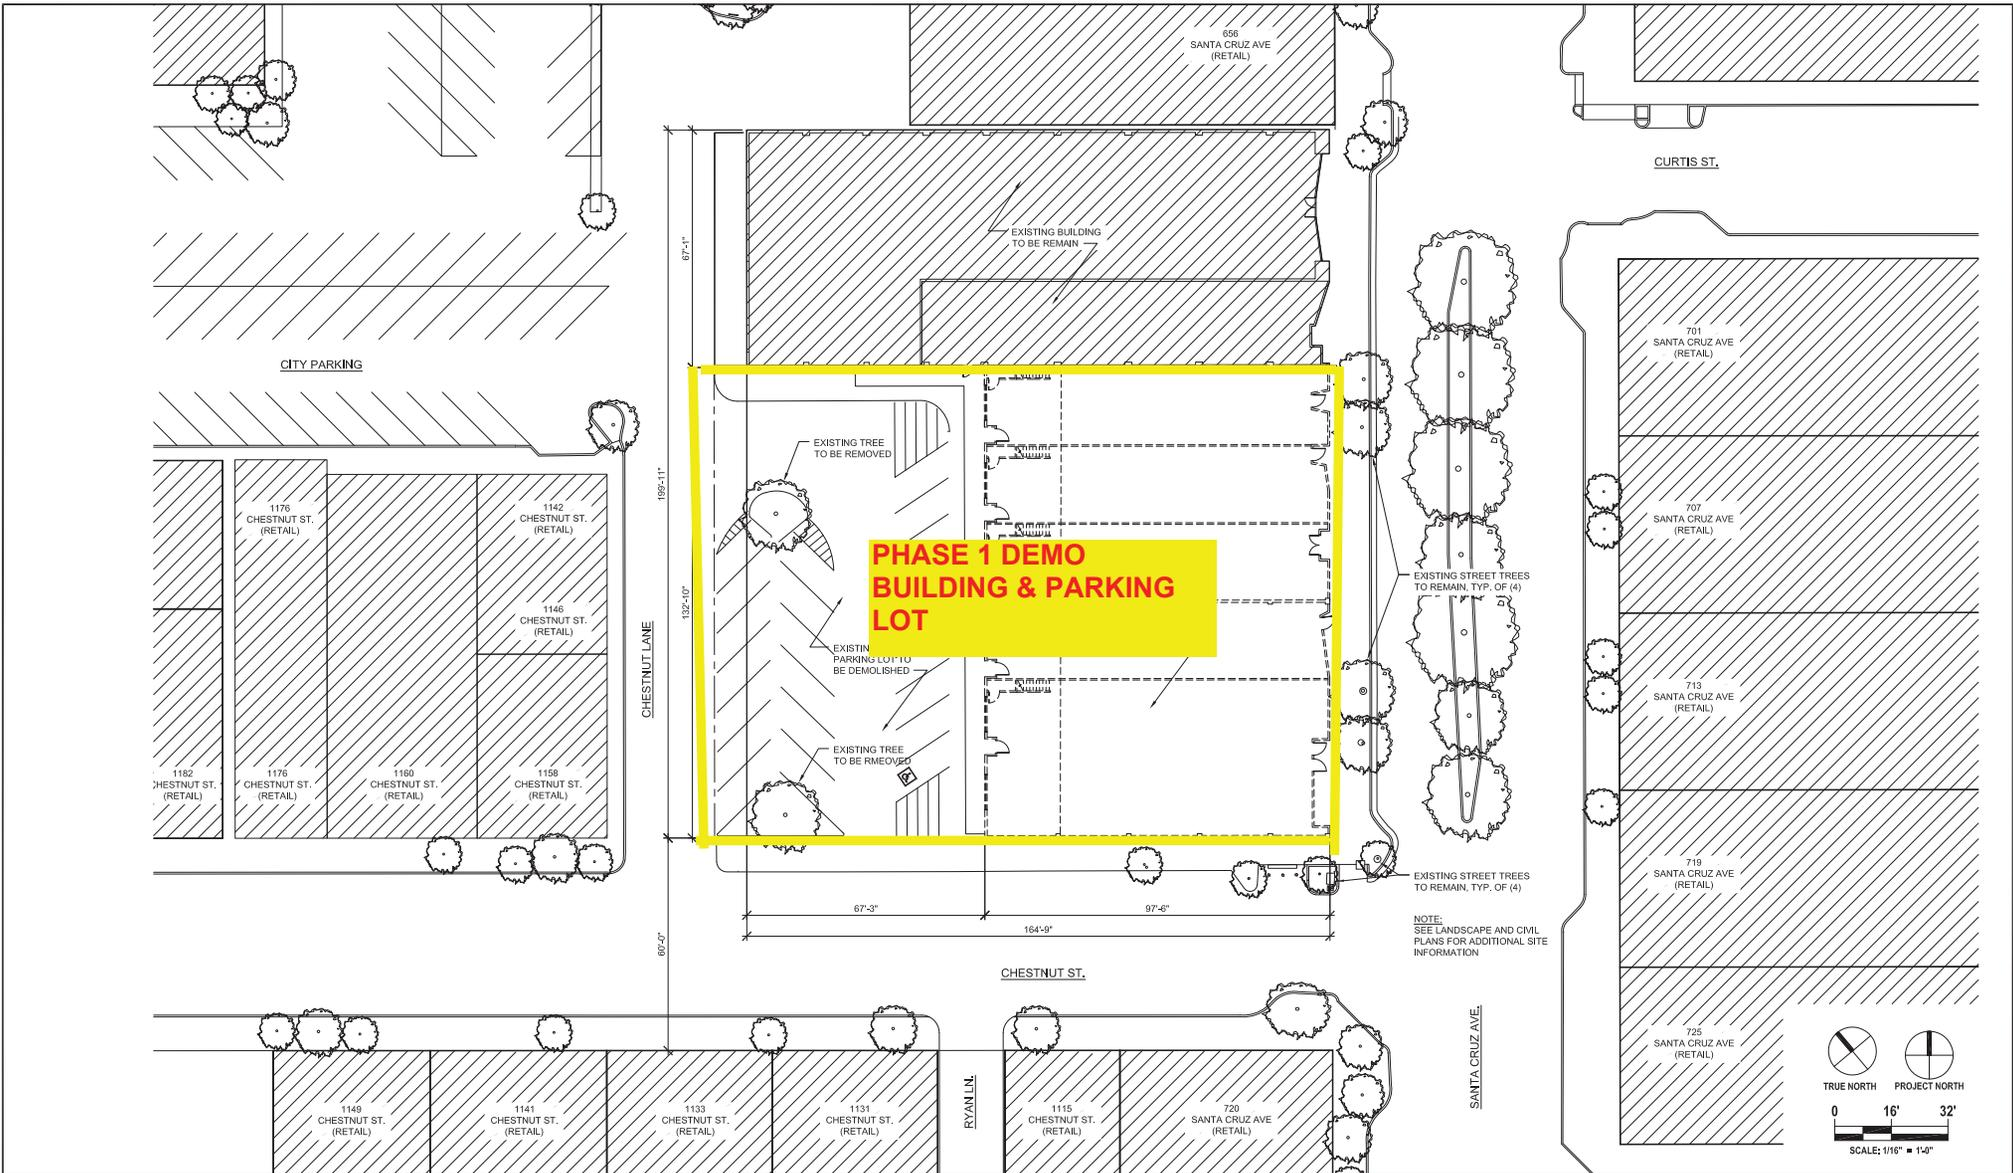 656
SANTA CRUZ AVE
(RETAIL)
CURTIS ST.
67'-1"
EXISTING BUILDING
TO BE REMAIN
701
SANTA CRUZ AVE
(RETAIL)
CITY PARKING
EXISTING TREE
TO BE REMOVED
199'-11"
1176
CHESTNUT ST.
(RETAIL)
1142
CHESTNUT ST.
(RETAIL)
707
SANTA CRUZ AVE
(RETAIL)
PHASE 1 DEMO
BUILDING & PARKING
LOT
EXISTING STREET TREES
TO REMAIN, TYP. OF (4)
132'-10"
1146
CHESTNUT ST.
(RETAIL)
CHESTNUT LANE
EXISTIN
PARKING LOT TO
BE DEMOLISHED
713
SANTA CRUZ AVE
(RETAIL)
EXISTING TREE
TO BE RMEOVED
1182
CHESTNUT ST.
(RETAIL)
1176
CHESTNUT ST.
(RETAIL)
1160
CHESTNUT ST.
(RETAIL)
1158
CHESTNUT ST.
(RETAIL)
719
SANTA CRUZ AVE
(RETAIL)
EXISTING STREET TREES
TO REMAIN, TYP. OF (4)
67'-3"
97'-6"
164'-9"
60'-0"
NOTE:
SEE LANDSCAPE AND CIVIL
PLANS FOR ADDITIONAL SITE
INFORMATION
CHESTNUT ST.
SANTA CRUZ AVE.
725
SANTA CRUZ AVE
(RETAIL)
TRUE NORTH
PROJECT NORTH
RYAN LN.
1149
CHESTNUT ST.
(RETAIL)
1141
CHESTNUT ST.
(RETAIL)
1133
CHESTNUT ST.
(RETAIL)
1131
CHESTNUT ST.
(RETAIL)
1115
CHESTNUT ST.
(RETAIL)
720
SANTA CRUZ AVE
(RETAIL)
0 16' 32'
SCALE: 1/16" = 1'-0"